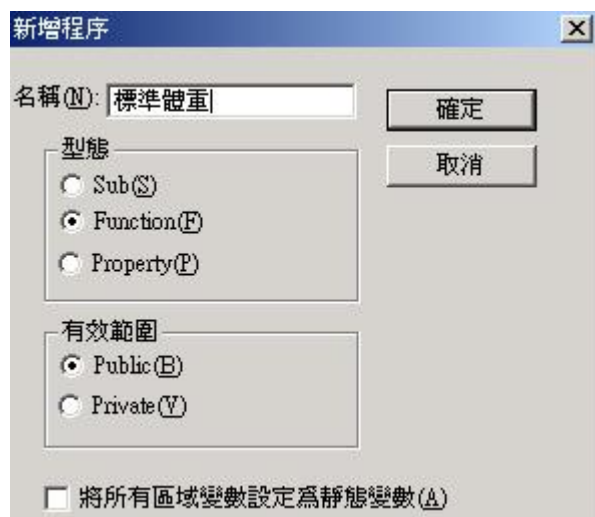 新增程序
名稱(N): 標準體重
確定
取消
型態
Sub(S)
Function(F)
Property(P)
有效範圍
Public(B)
Private(V)
將所有區域變數設定為靜態變數(A)